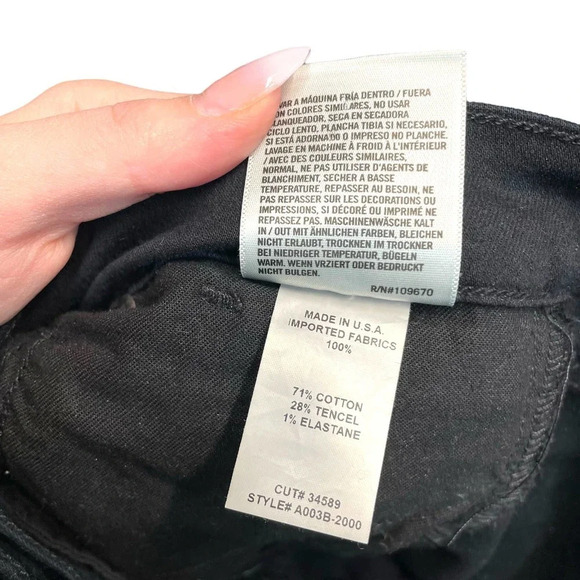 VAR A MÁQUINA FRÍA DENTRO / FUERA
ON COLORES SIMILARES, NO USAR
LANQUEADOR, SECA EN SECADORA
CICLO LENTO, PLANCHA TIBIA SI NECESARIO,
SI ESTÁ ADORNADO O IMPRESO NO PLANCHE.
LAVAGE EN MACHINE À FROID À L'INTÉRIEUR
/ AVEC DES COULEURS SIMILAIRES,
NORMAL, NE PAS UTILISER D'AGENTS DE
BLANCHIMENT, SECHER A BASSE
TEMPERATURE, REPASSER AU BESOIN, NE
PAS REPASSER SUR LES DECORATIONS OU
IMPRESSIONS, SI DÉCORÉ OU IMPRIMÉ NE
REPASSEZ PAS. MASCHINENWÄSCHE KALT
IN / OUT MIT ÄHNLICHEN FARBEN, BLEICHEN
NICHT ERLAUBT, TROCKNEN IM TROCKNER
BEI NIEDRIGER TEMPERATUR, BÜGELN
WARM. WENN VRZIERT ODER BEDRUCKT
NICHT BULGEN.
R/N#109670
MADE IN U.S.A.
IMPORTED FABRICS
100%
71% COTTON
28% TENCEL
1% ELASTANE
CUT# 34589
STYLE# A003B-2000